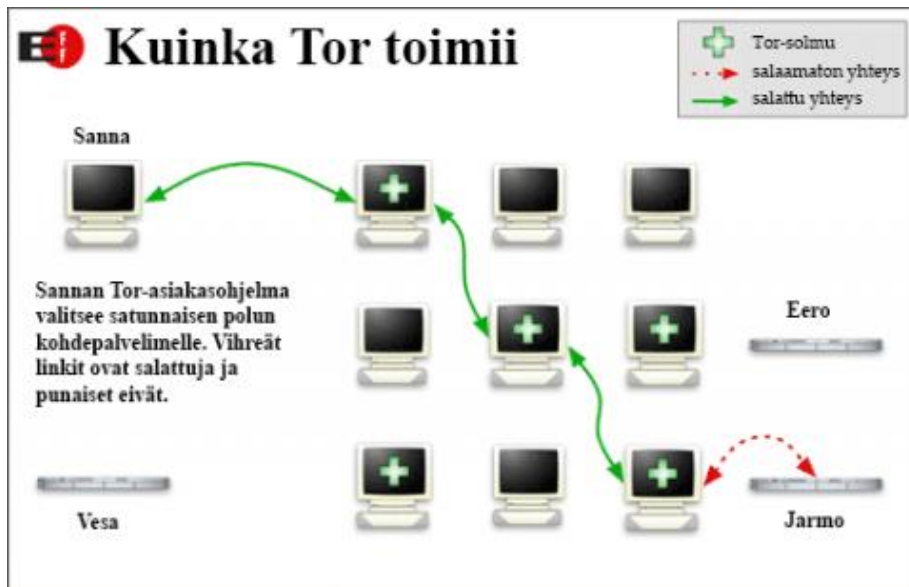 EFF Kuinka Tor toimii
Tor-solmu
salaamaton yhteys
salattu yhteys
Sanna
Sannan Tor-asiakasohjelma
valitsee satunnaisen polun
kohdepalvelimelle. Vihreät
linkit ovat salattuja ja
punaiset eivät.
Eero
Vesa
Jarmo